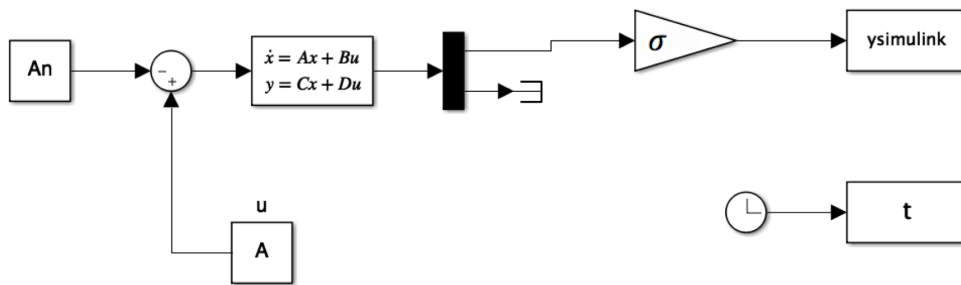 An
-
+
ẋ = Ax + Bu
y = Cx + Du
σ
ysimulink
u
A
t